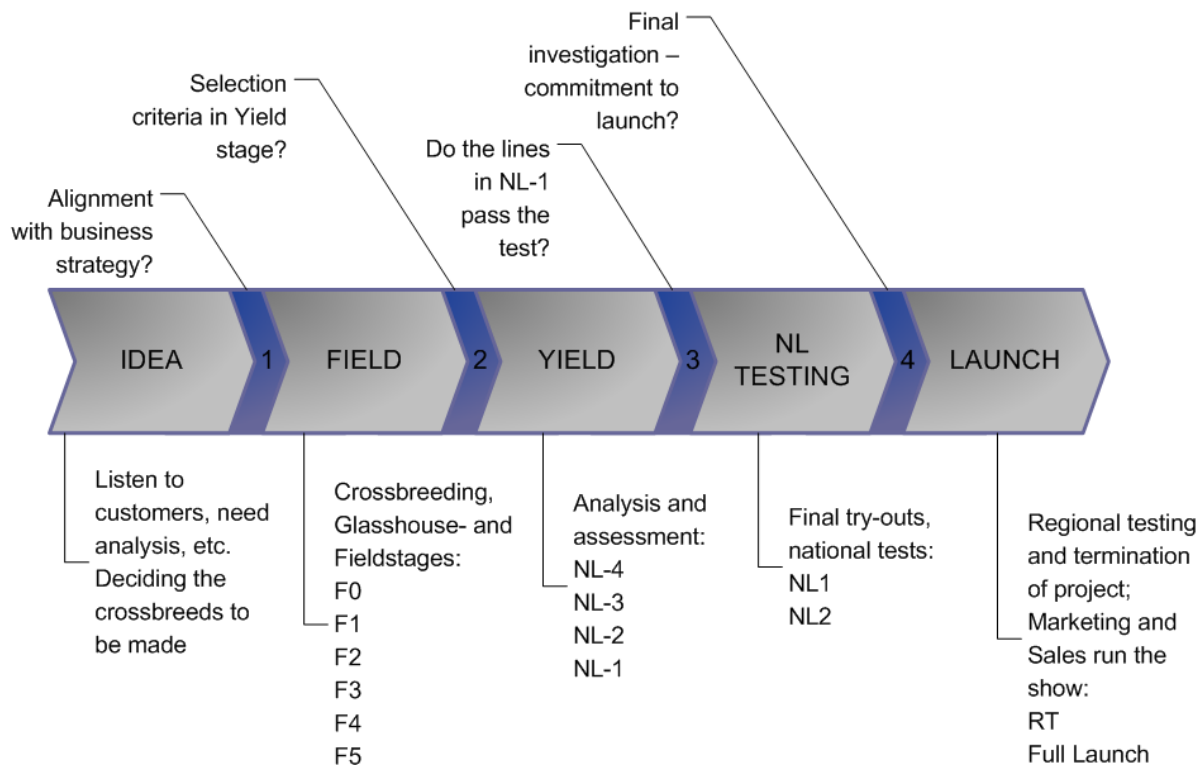 Final
investigation –
commitment to
launch?
Selection
criteria in Yield
stage?
Do the lines
in NL-1
pass the
test?
Alignment
with business
strategy?
IDEA
1
FIELD
2
YIELD
3
NL
TESTING
4
LAUNCH
Listen to
customers, need
analysis, etc.
Deciding the
crossbreeds to
be made
Crossbreeding,
Glasshouse- and
Fieldstages:
F0
F1
F2
F3
F4
F5
Analysis and
assessment:
NL-4
NL-3
NL-2
NL-1
Final try-outs,
national tests:
NL1
NL2
Regional testing
and termination
of project;
Marketing and
Sales run the
show:
RT
Full Launch